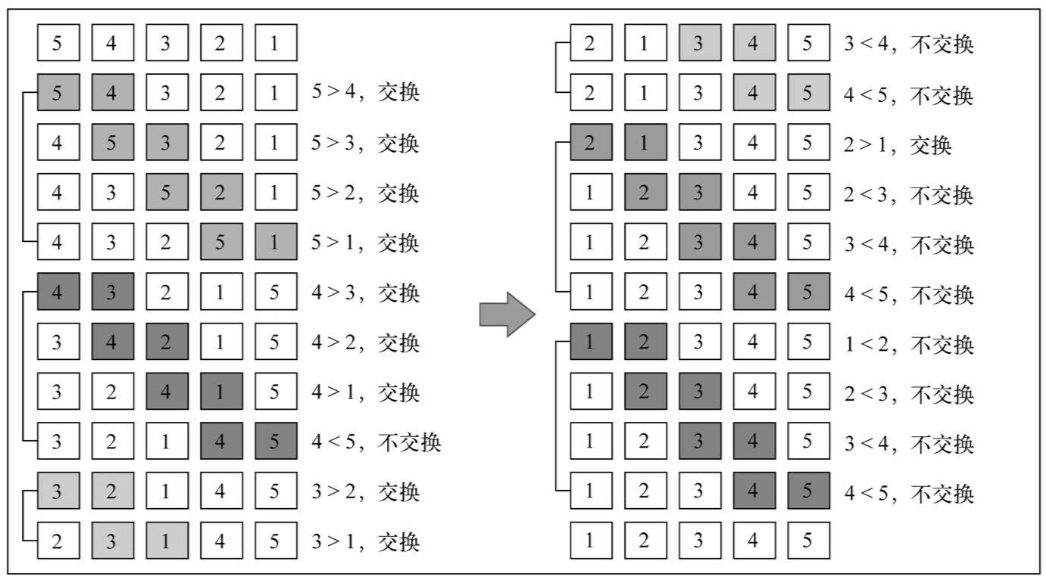 5 4 3 2 1
5 4 3 2 1 5 > 4，交换
4 5 3 2 1 5 > 3，交换
4 3 5 2 1 5 > 2，交换
4 3 2 5 1 5 > 1，交换
4 3 2 1 5 4 > 3，交换
3 4 2 1 5 4 > 2，交换
3 2 4 1 5 4 > 1，交换
3 2 1 4 5 4 < 5，不交换
3 2 1 4 5 3 > 2，交换
2 3 1 4 5 3 > 1，交换
2 1 3 4 5 3 < 4，不交换
2 1 3 4 5 4 < 5，不交换
2 1 3 4 5 2 > 1，交换
1 2 3 4 5 2 < 3，不交换
1 2 3 4 5 3 < 4，不交换
1 2 3 4 5 4 < 5，不交换
1 2 3 4 5 1 < 2，不交换
1 2 3 4 5 2 < 3，不交换
1 2 3 4 5 3 < 4，不交换
1 2 3 4 5 4 < 5，不交换
1 2 3 4 5